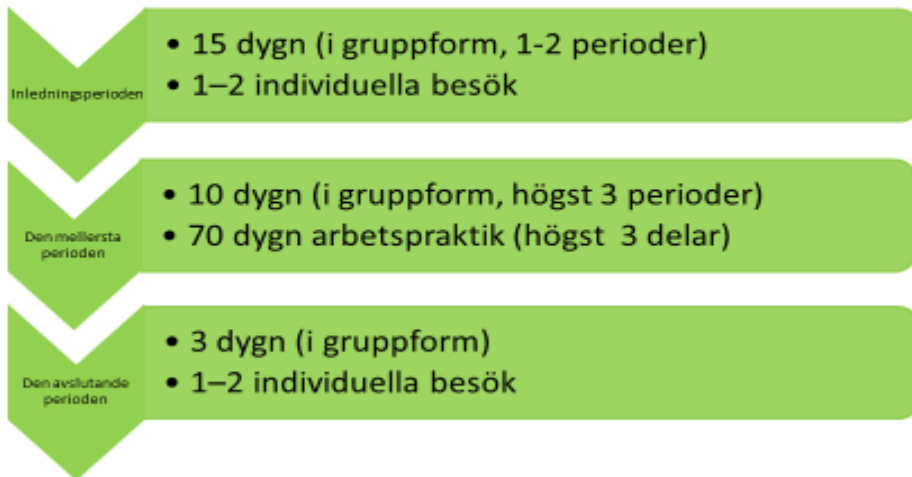 Inledningsperioden
• 15 dygn (i gruppform, 1-2 perioder)
• 1–2 individuella besök
Den mellersta
perioden
• 10 dygn (i gruppform, högst 3 perioder)
• 70 dygn arbetspraktik (högst 3 delar)
Den avslutande
perioden
• 3 dygn (i gruppform)
• 1–2 individuella besök